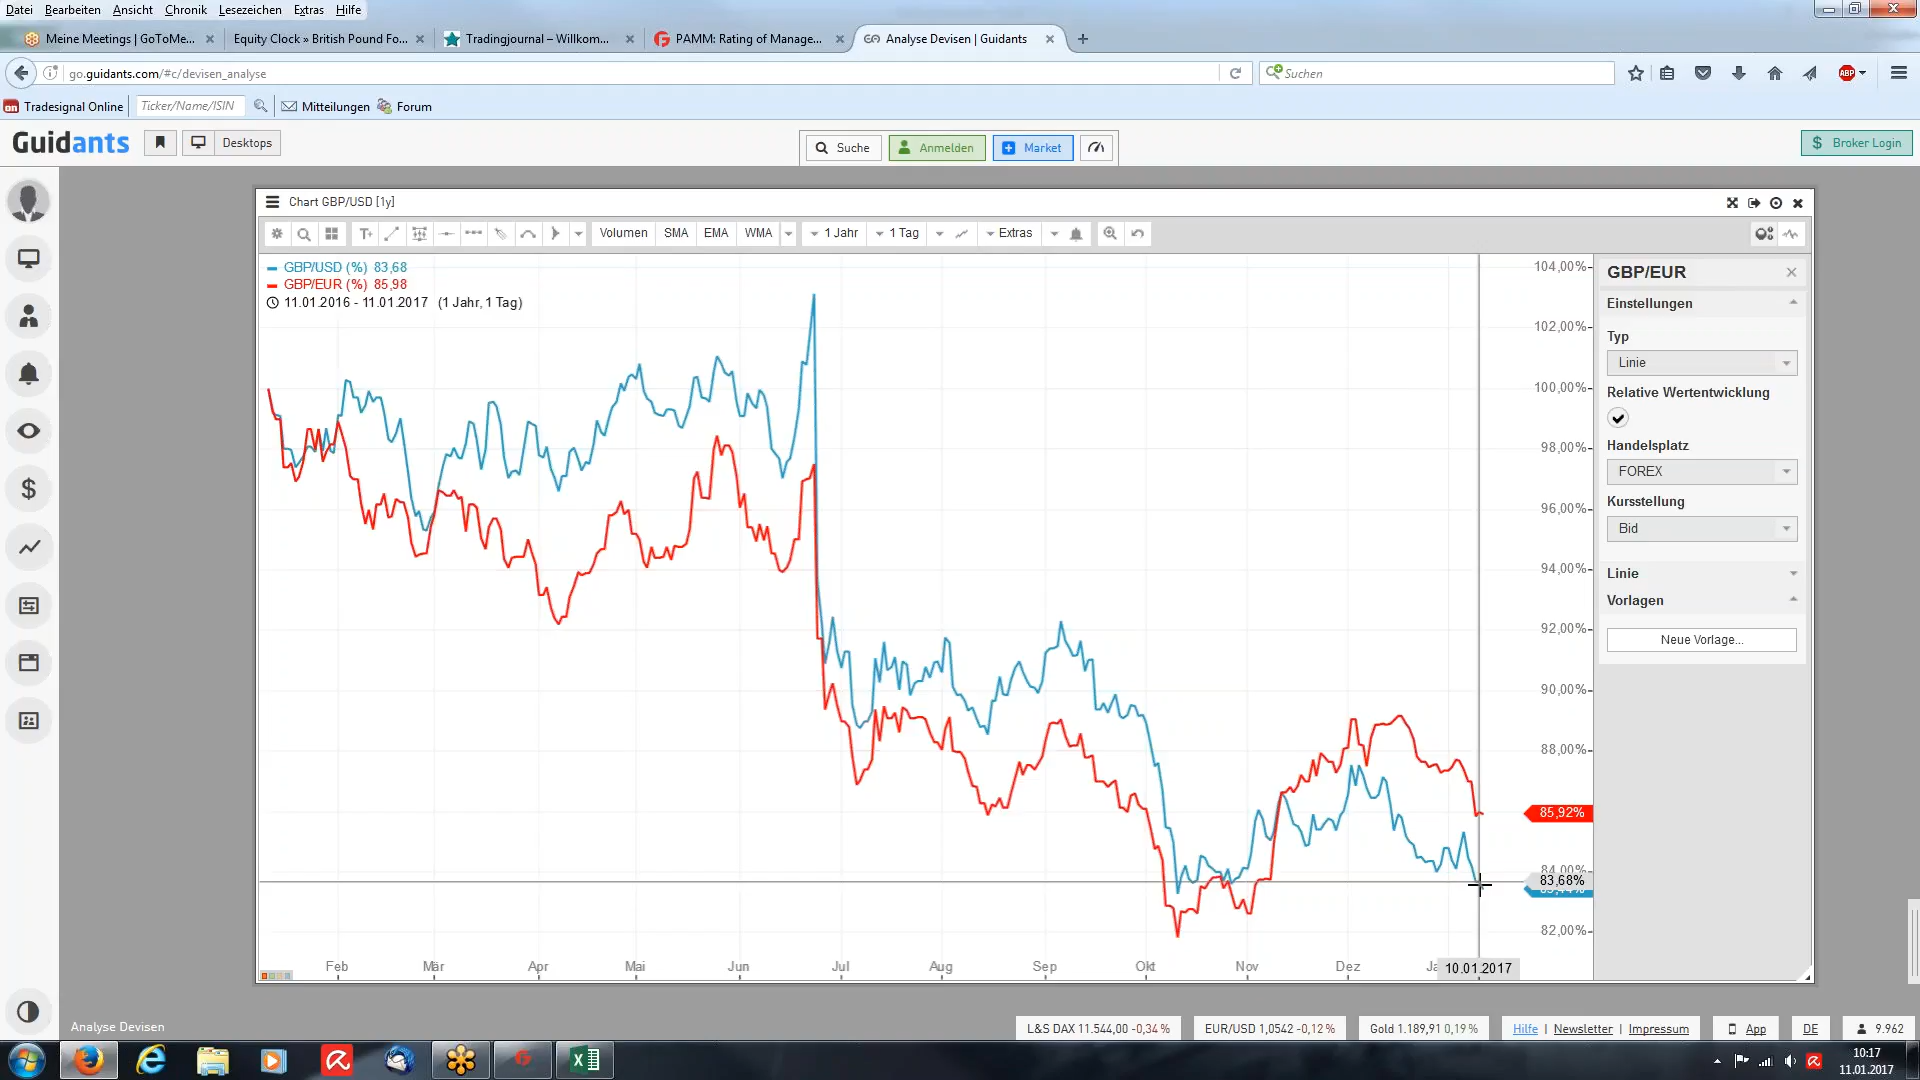 Datei Bearbeiten Ansicht Chronik Lesezeichen Extras Hilfe
Meine Meetings | GoToMe... Equity Clock » British Pound Fo... Tradingjournal – Willkom... PAMM: Rating of Manage... Analyse Devisen | Guidants
go.guidants.com/#c/devisen_analyse Suchen ABP
on Tradesignal Online Ticker/Name/ISIN Mitteilungen Forum
Guidants Desktops Suche Anmelden Market Broker Login
Chart GBP/USD [1y]
Volumen SMA EMA WMA 1 Jahr 1 Tag Extras
GBP/USD (%) 83,68
GBP/EUR (%) 85,98
11.01.2016 - 11.01.2017 (1 Jahr, 1 Tag)
104,00%
102,00%
100,00%
98,00%
96,00%
94,00%
92,00%
90,00%
88,00%
85,92%
84,00%
83,68%
82,00%
Feb Mär Apr Mai Jun Jul Aug Sep Okt Nov Dez 10.01.2017
GBP/EUR
Einstellungen
Typ
Linie
Relative Wertentwicklung
Handelsplatz
FOREX
Kursstellung
Bid
Linie
Vorlagen
Neue Vorlage...
Analyse Devisen
L&S DAX 11.544,00 -0,34 % EUR/USD 1,0542 -0,12 % Gold 1.189,91 0,19 % Hilfe | Newsletter | Impressum App DE 9.962
10:17
11.01.2017